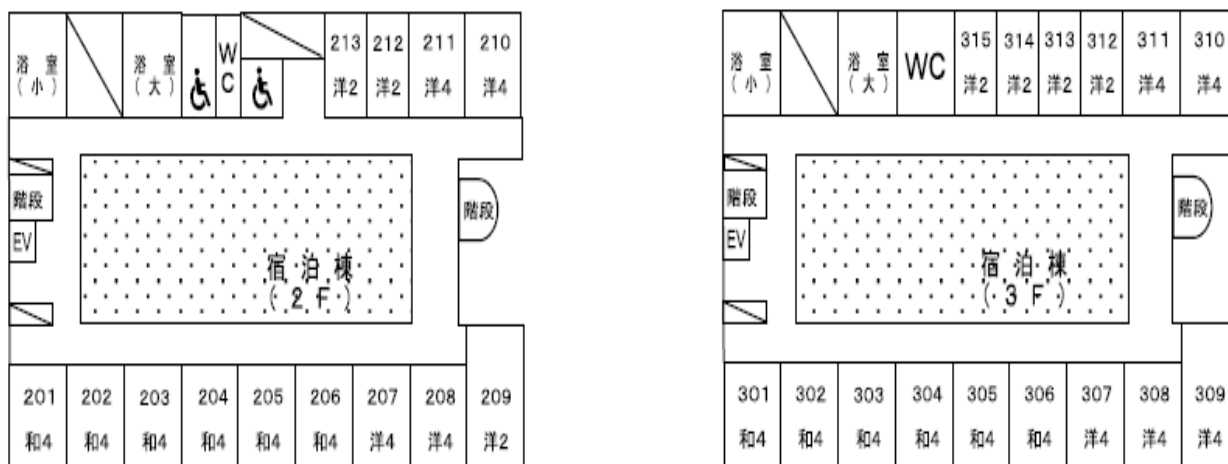 浴室
(小)
浴室
(大)
WC
213
洋2
212
洋2
211
洋4
210
洋4
階段
EV
階段
宿泊棟
(2F)
201
和4
202
和4
203
和4
204
和4
205
和4
206
和4
207
洋4
208
洋4
209
洋2
浴室
(小)
浴室
(大)
WC
315
洋2
314
洋2
313
洋2
312
洋2
311
洋4
310
洋4
階段
EV
階段
宿泊棟
(3F)
301
和4
302
和4
303
和4
304
和4
305
和4
306
和4
307
洋4
308
洋4
309
洋4